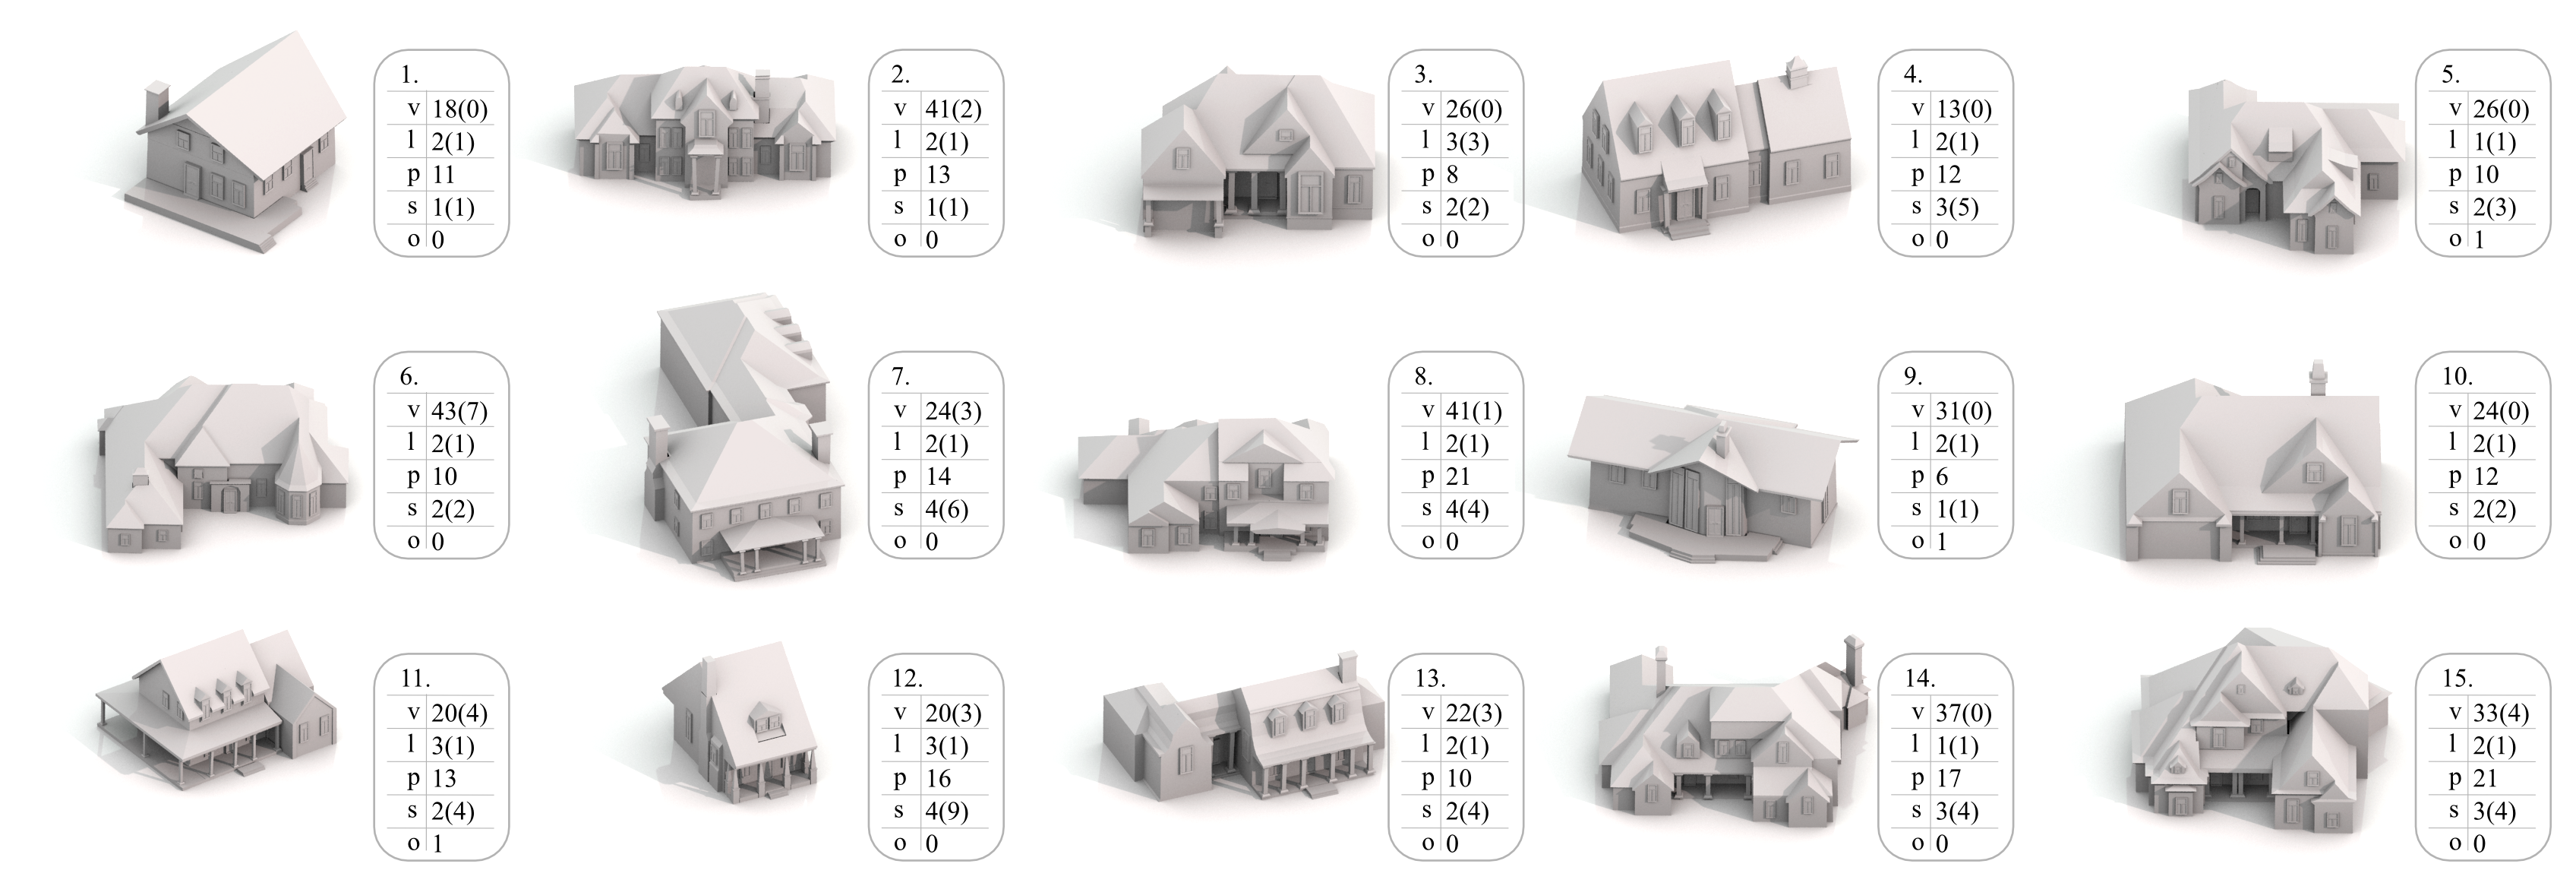 1.
v 18(0)
l 2(1)
p 11
s 1(1)
o 0
2.
v 41(2)
l 2(1)
p 13
s 1(1)
o 0
3.
v 26(0)
l 3(3)
p 8
s 2(2)
o 0
4.
v 13(0)
l 2(1)
p 12
s 3(5)
o 0
5.
v 26(0)
l 1(1)
p 10
s 2(3)
o 1
6.
v 43(7)
l 2(1)
p 10
s 2(2)
o 0
7.
v 24(3)
l 2(1)
p 14
s 4(6)
o 0
8.
v 41(1)
l 2(1)
p 21
s 4(4)
o 0
9.
v 31(0)
l 2(1)
p 6
s 1(1)
o 1
10.
v 24(0)
l 2(1)
p 12
s 2(2)
o 0
11.
v 20(4)
l 3(1)
p 13
s 2(4)
o 1
12.
v 20(3)
l 3(1)
p 16
s 4(9)
o 0
13.
v 22(3)
l 2(1)
p 10
s 2(4)
o 0
14.
v 37(0)
l 1(1)
p 17
s 3(4)
o 0
15.
v 33(4)
l 2(1)
p 21
s 3(4)
o 0